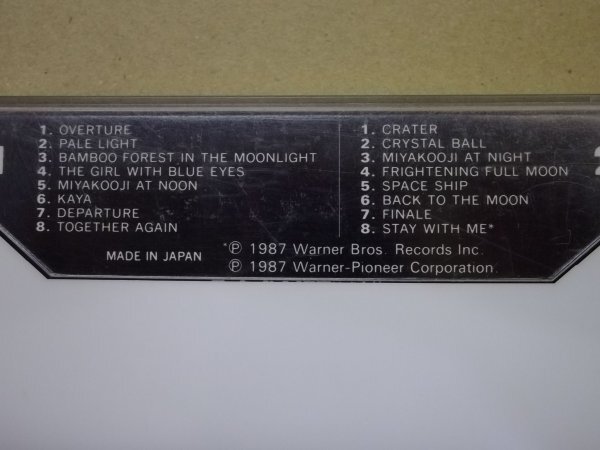 1. OVERTURE
2. PALE LIGHT
3. BAMBOO FOREST IN THE MOONLIGHT
4. THE GIRL WITH BLUE EYES
5. MIYAKOOJI AT NOON
6. KAYA
7. DEPARTURE
8. TOGETHER AGAIN
1. CRATER
2. CRYSTAL BALL
3. MIYAKOOJI AT NIGHT
4. FRIGHTENING FULL MOON
5. SPACE SHIP
6. BACK TO THE MOON
7. FINALE
8. STAY WITH ME*
MADE IN JAPAN
*Ⓟ 1987 Warner Bros. Records Inc.
Ⓟ 1987 Warner-Pioneer Corporation.